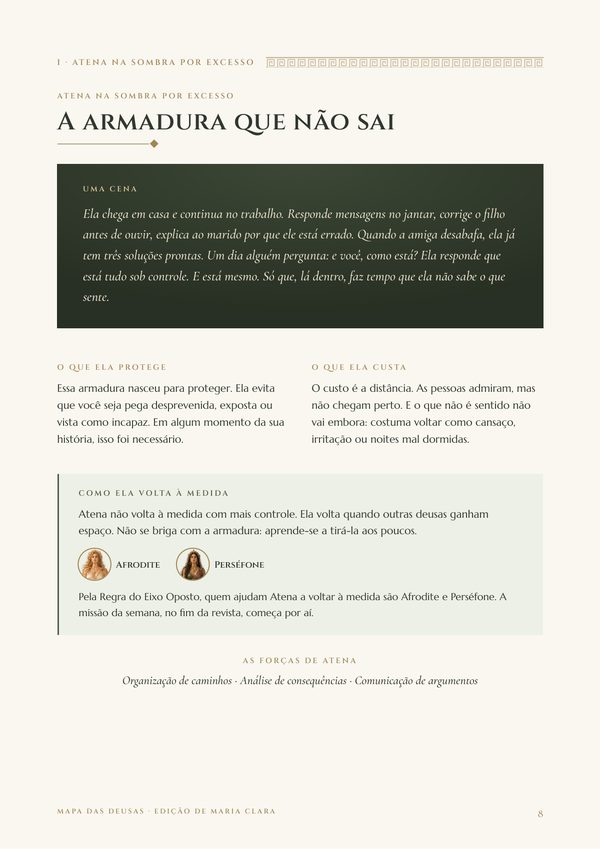 I · ATENA NA SOMBRA POR EXCESSO
ATENA NA SOMBRA POR EXCESSO
A ARMADURA QUE NÃO SAI
UMA CENA
Ela chega em casa e continua no trabalho. Responde mensagens no jantar, corrige o filho
antes de ouvir, explica ao marido por que ele está errado. Quando a amiga desabafa, ela já
tem três soluções prontas. Um dia alguém pergunta: e você, como está? Ela responde que
está tudo sob controle. E está mesmo. Só que, lá dentro, faz tempo que ela não sabe o que
sente.
O QUE ELA PROTEGE
Essa armadura nasceu para proteger. Ela evita
que você seja pega desprevenida, exposta ou
vista como incapaz. Em algum momento da sua
história, isso foi necessário.
O QUE ELA CUSTA
O custo é a distância. As pessoas admiram, mas
não chegam perto. E o que não é sentido não
vai embora: costuma voltar como cansaço,
irritação ou noites mal dormidas.
COMO ELA VOLTA À MEDIDA
Atena não volta à medida com mais controle. Ela volta quando outras deusas ganham
espaço. Não se briga com a armadura: aprende-se a tirá-la aos poucos.
AFRODITE PERSÉFONE
Pela Regra do Eixo Oposto, quem ajudam Atena a voltar à medida são Afrodite e Perséfone. A
missão da semana, no fim da revista, começa por aí.
AS FORÇAS DE ATENA
Organização de caminhos · Análise de consequências · Comunicação de argumentos
MAPA DAS DEUSAS · EDIÇÃO DE MARIA CLARA 8